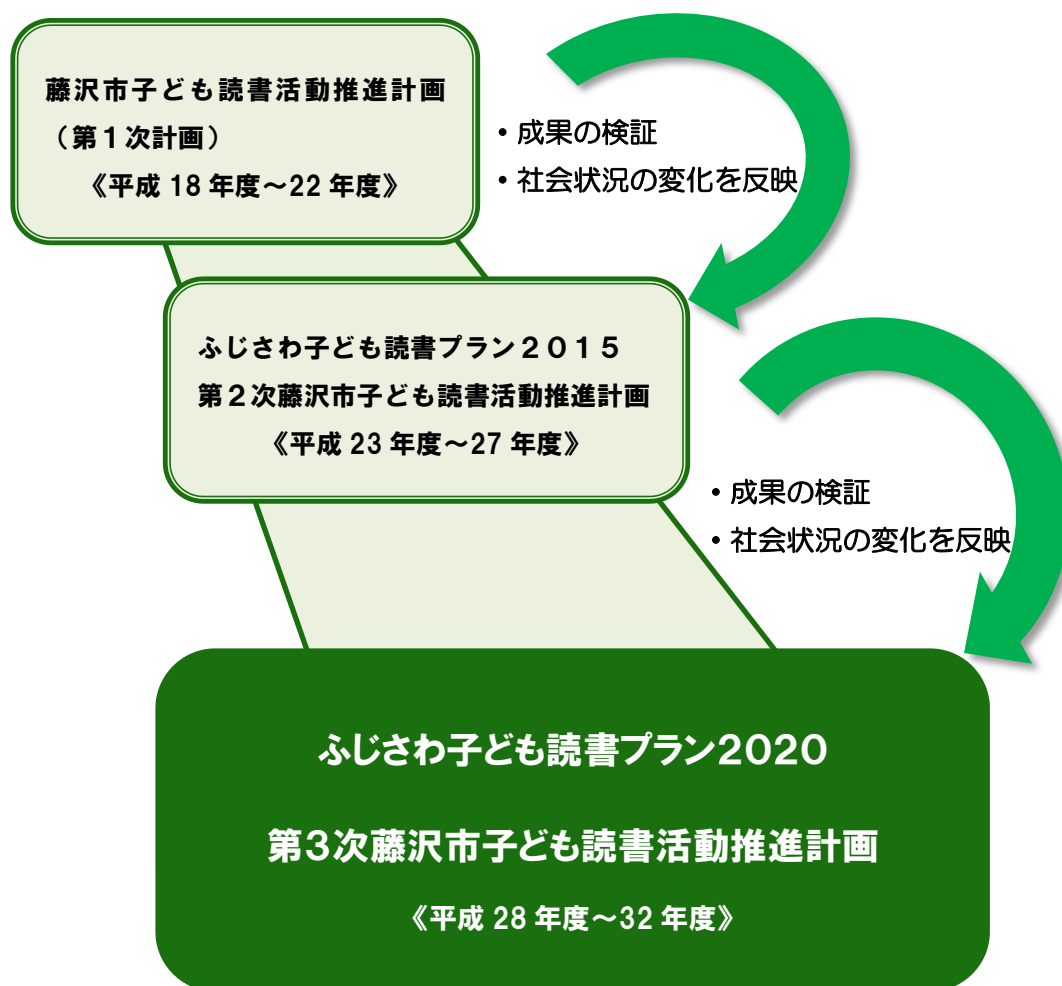 藤沢市子ども読書活動推進計画
（第１次計画）
《平成 18 年度～22 年度》
・成果の検証
・社会状況の変化を反映
ふじさわ子ども読書プラン２０１５
第２次藤沢市子ども読書活動推進計画
《平成 23 年度～27 年度》
・成果の検証
・社会状況の変化を反映
ふじさわ子ども読書プラン2020
第3次藤沢市子ども読書活動推進計画
《平成 28 年度～32 年度》